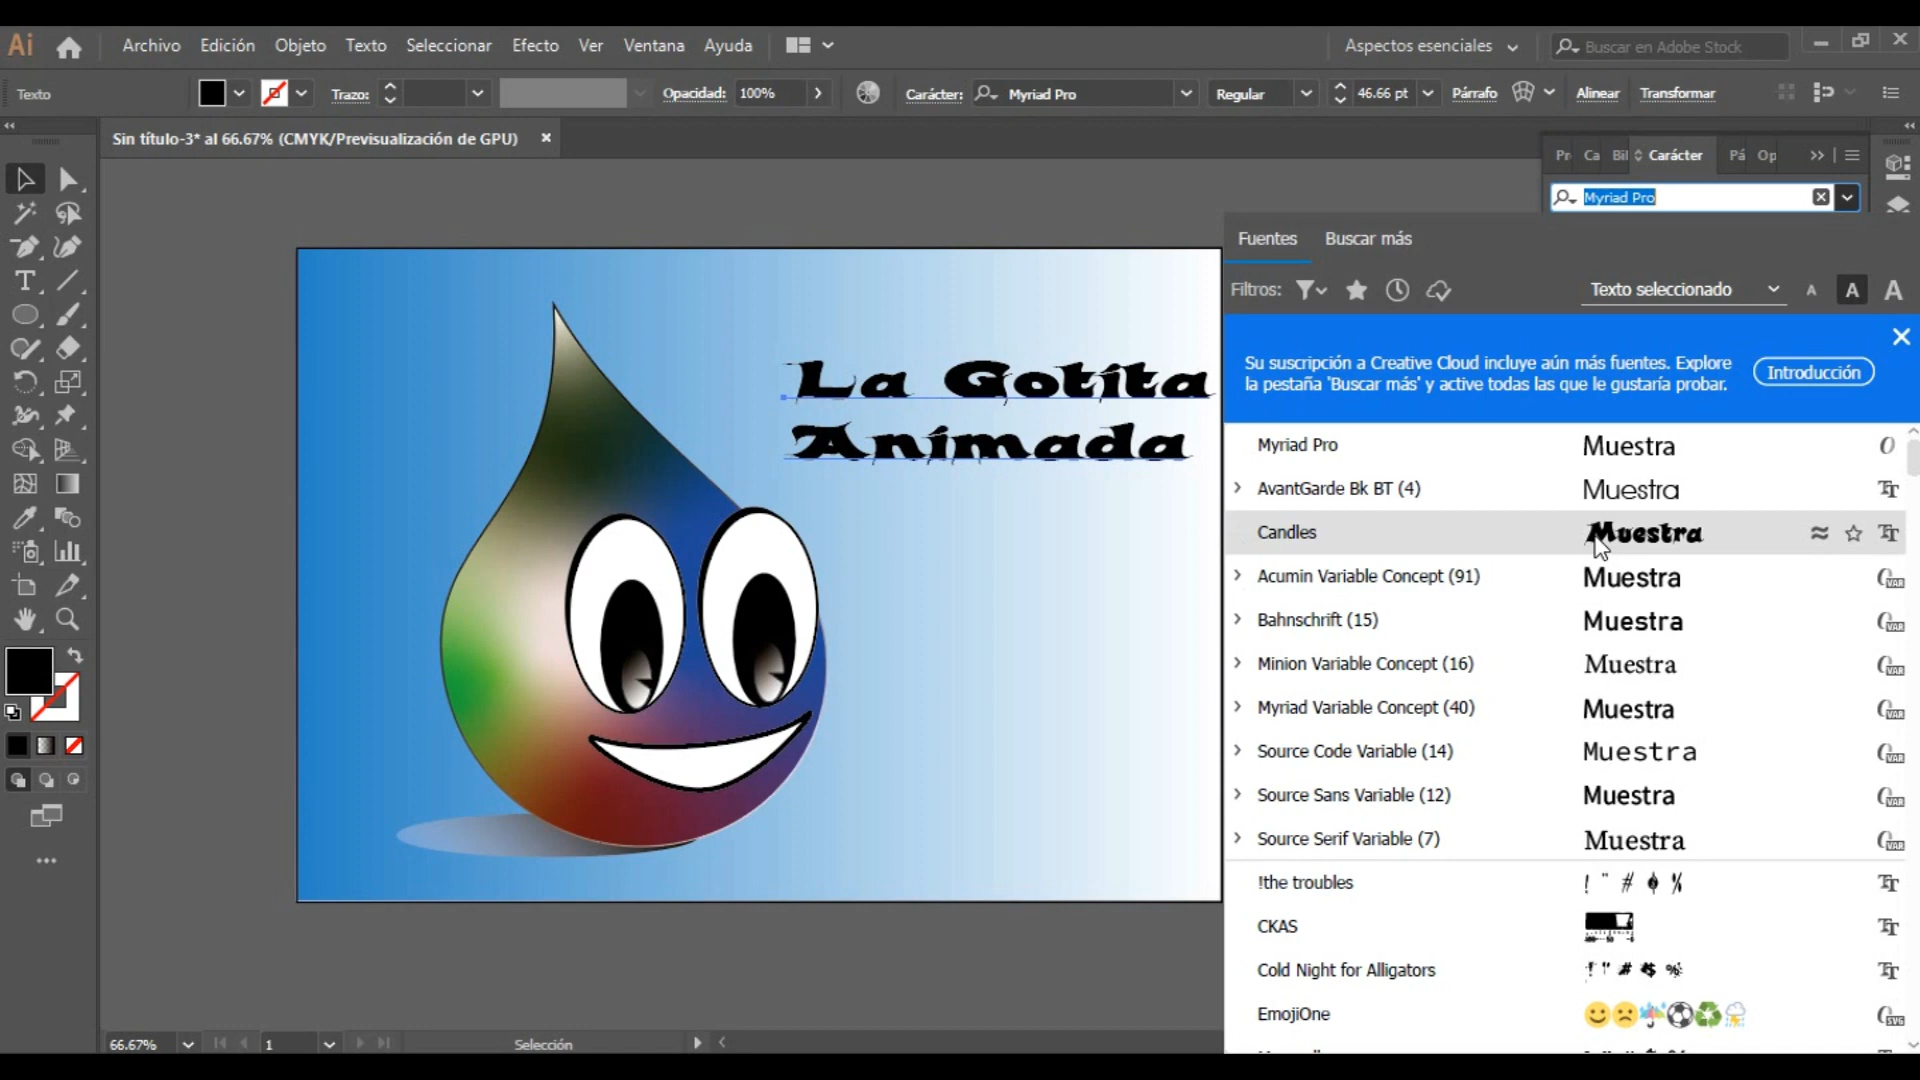 Ai Archivo Edición Objeto Texto Seleccionar Efecto Ver Ventana Ayuda Aspectos esenciales Buscar en Adobe Stock
Texto Trazo: Opacidad: 100% Carácter: Myriad Pro Regular 46.66 pt Párrafo Alinear Transformar
Sin título-3* al 66.67% (CMYK/Previsualización de GPU)
Pr Ca Bil Carácter Pá Op
Myriad Pro
Fuentes Buscar más
Filtros: Texto seleccionado A A A
Su suscripción a Creative Cloud incluye aún más fuentes. Explore
la pestaña 'Buscar más' y active todas las que le gustaría probar.
Introducción
La Gotita
Animada
Myriad Pro Muestra
AvantGarde Bk BT (4) Muestra
Candles Muestra
Acumin Variable Concept (91) Muestra
Bahnschrift (15) Muestra
Minion Variable Concept (16) Muestra
Myriad Variable Concept (40) Muestra
Source Code Variable (14) Muestra
Source Sans Variable (12) Muestra
Source Serif Variable (7) Muestra
!the troubles ! " # $ %
CKAS
Cold Night for Alligators ! " # $ %
EmojiOne
66.67% 1 Selección